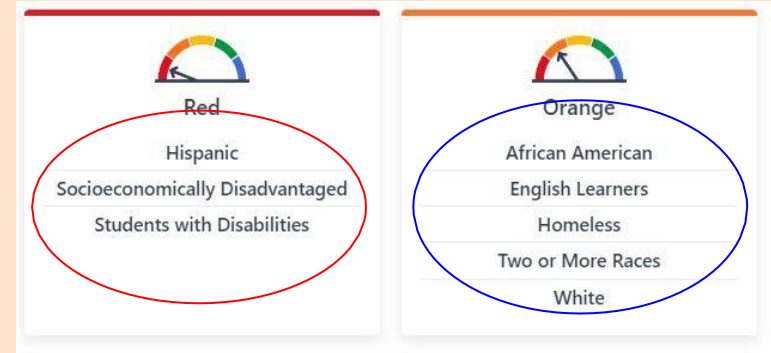 Red
Hispanic
Socioeconomically Disadvantaged
Students with Disabilities
Orange
African American
English Learners
Homeless
Two or More Races
White